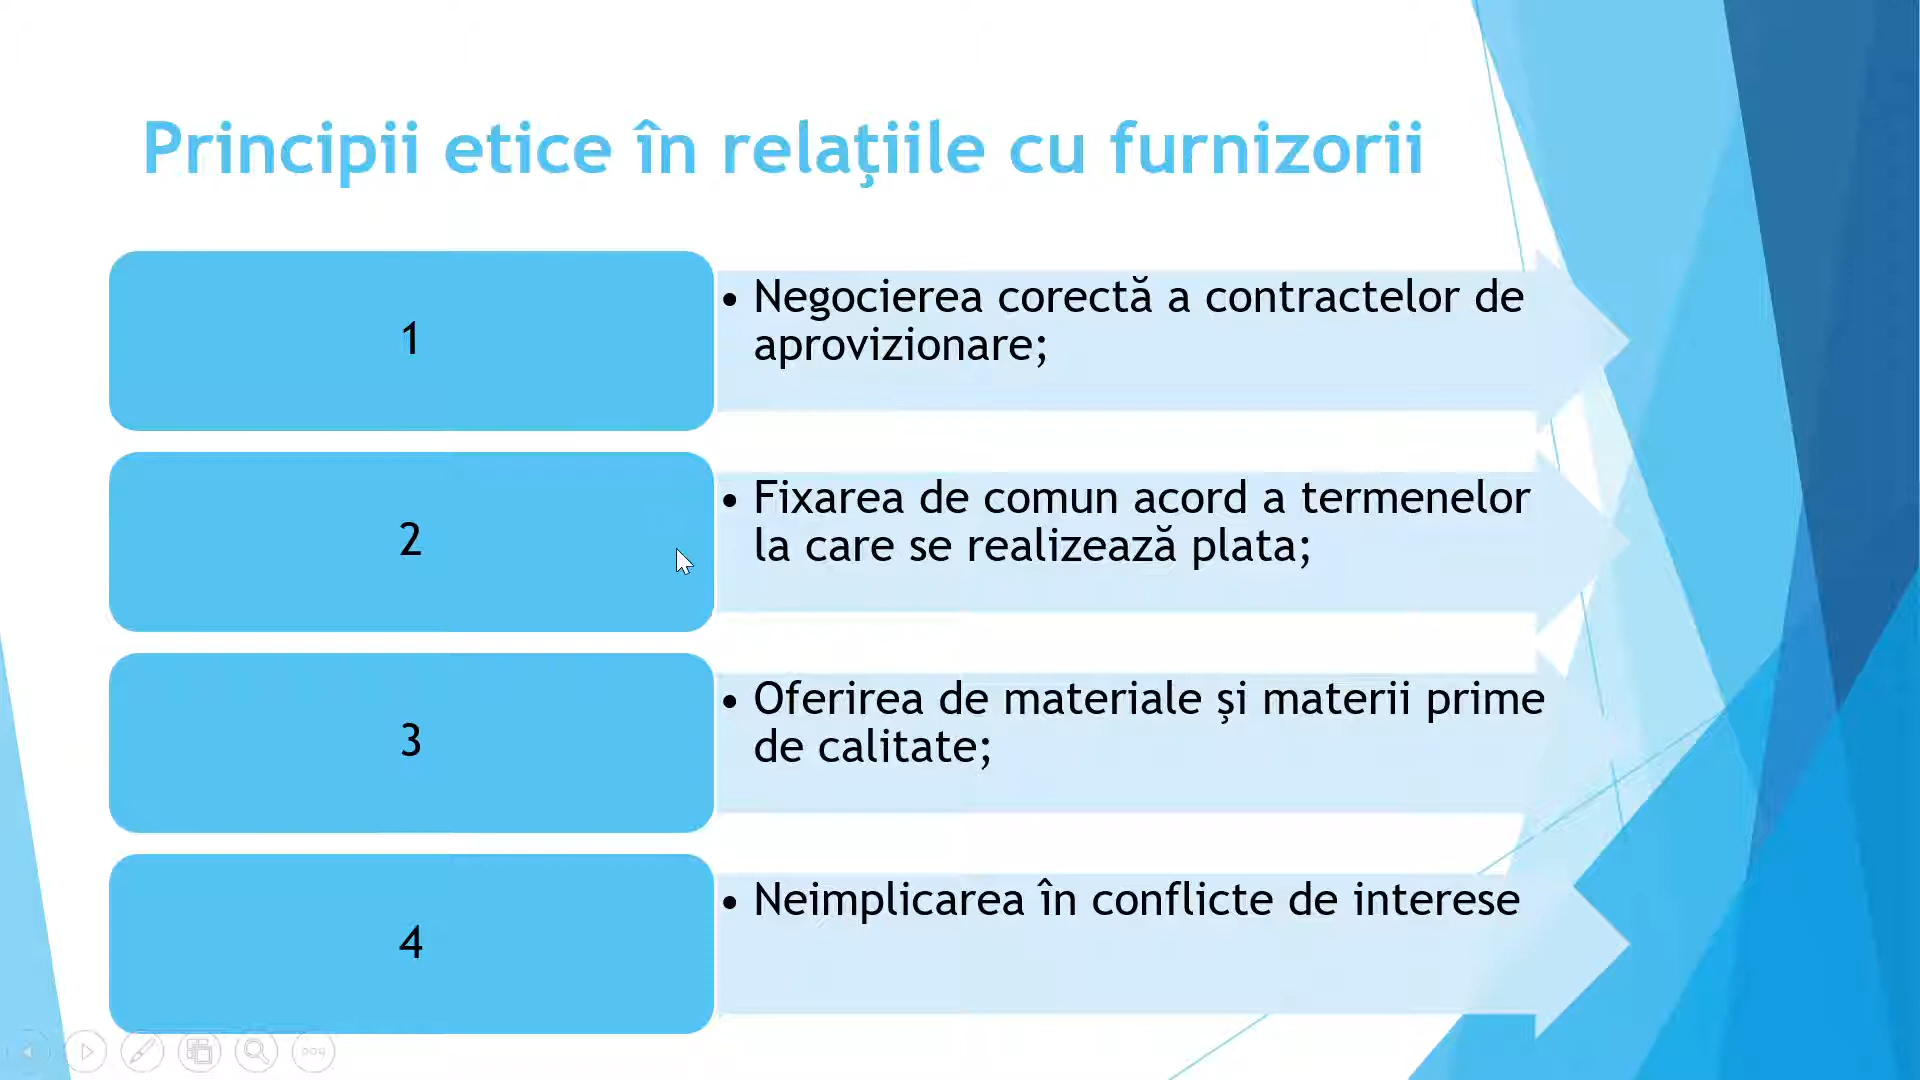 Principii etice în relaţiile cu furnizorii
1
• Negocierea corectă a contractelor de
aprovizionare;
2
• Fixarea de comun acord a termenelor
la care se realizează plata;
3
• Oferirea de materiale şi materii prime
de calitate;
4
• Neimplicarea în conflicte de interese